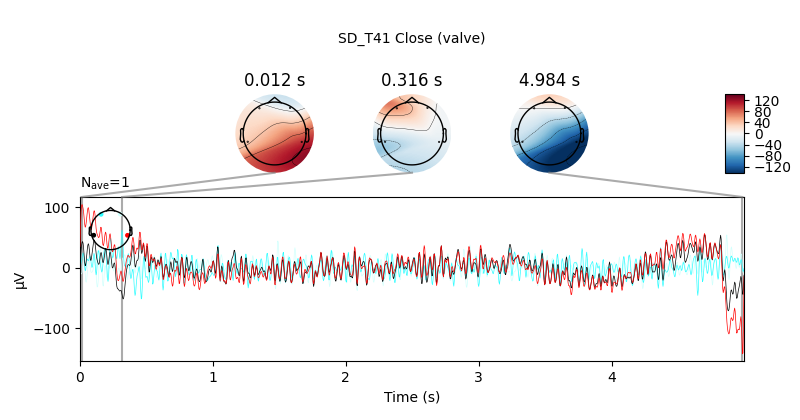 SD_T41 Close (valve)
0.012 s 0.316 s 4.984 s
120
80
40
0
−40
−80
−120
Nave=1
100
0
−100
µV
0 1 2 3 4
Time (s)